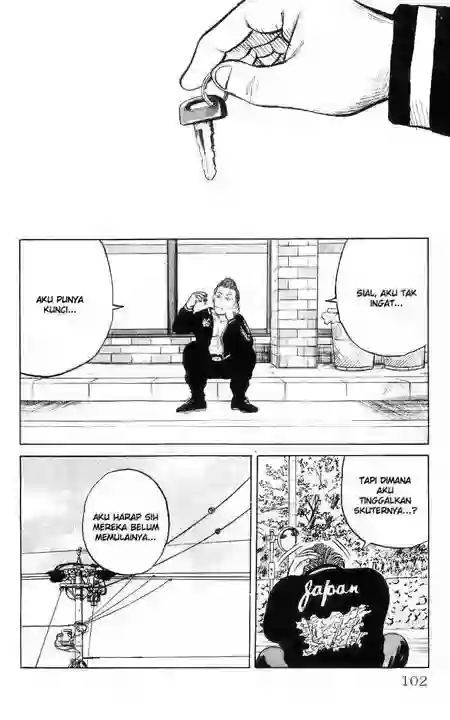 SIAL, AKU TAK
INGAT...
AKU PUNYA
KUNCI...
TAPI DIMANA
AKU
TINGGALKAN
SKUTERNYA...?
Japan
AKU HARAP SIH
MEREKA BELUM
MEMULAINYA...
102